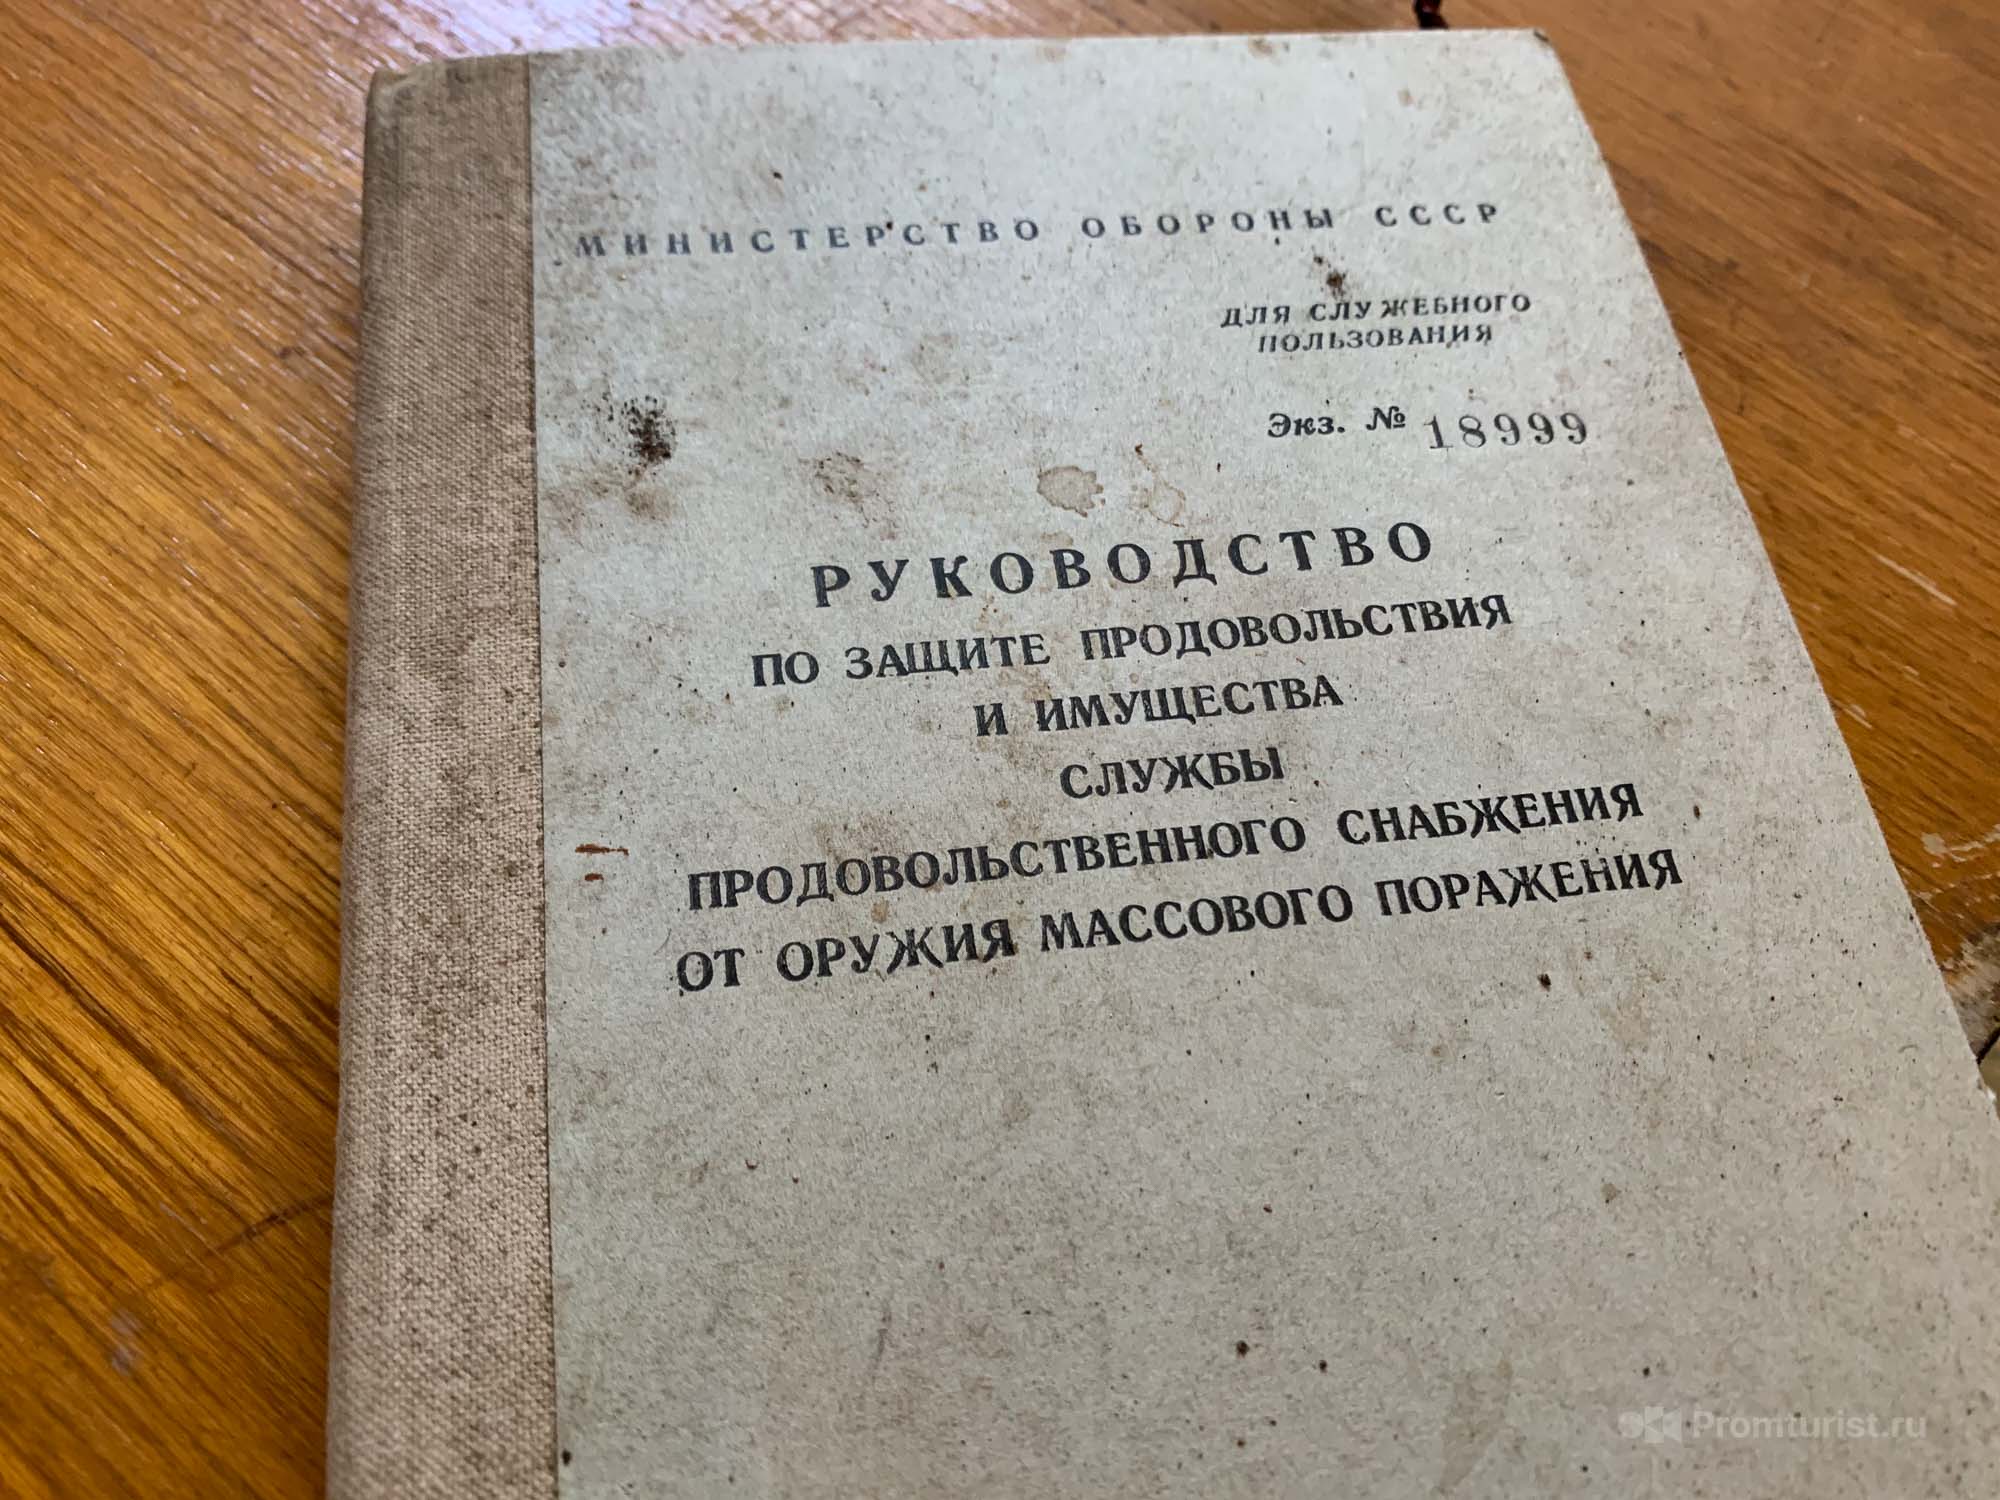 МИНИСТЕРСТВО ОБОРОНЫ СССР
ДЛЯ СЛУЖЕБНОГО
ПОЛЬЗОВАНИЯ
Экз. № 18999
РУКОВОДСТВО
ПО ЗАЩИТЕ ПРОДОВОЛЬСТВИЯ
И ИМУЩЕСТВА
СЛУЖБЫ
ПРОДОВОЛЬСТВЕННОГО СНАБЖЕНИЯ
ОТ ОРУЖИЯ МАССОВОГО ПОРАЖЕНИЯ
Promturist.ru